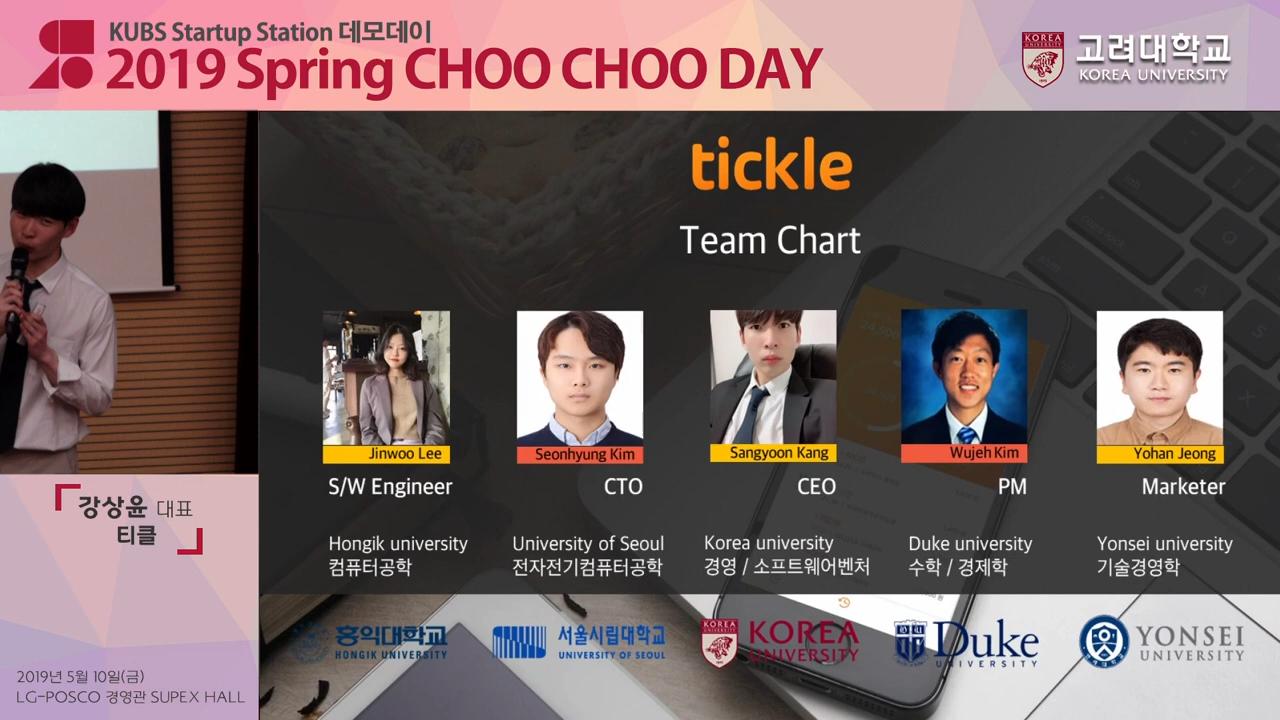 KUBS Startup Station 데모데이
2019 Spring CHOO CHOO DAY
KOREA
UNIVERSITY
고려대학교
KOREA UNIVERSITY
tickle
Team Chart
Jinwoo Lee
Seonhyung Kim
Sangyoon Kang
Wujeh Kim
Yohan Jeong
S/W Engineer
CTO
CEO
PM
Marketer
Hongik university
컴퓨터공학
University of Seoul
전자전기컴퓨터공학
Korea university
경영 / 소프트웨어벤처
Duke university
수학 / 경제학
Yonsei university
기술경영학
홍익대학교
HONGIK UNIVERSITY
서울시립대학교
UNIVERSITY OF SEOUL
KOREA
UNIVERSITY
Duke
UNIVERSITY
YONSEI
UNIVERSITY
강상윤 대표
티클
2019년 5월 10일(금)
LG-POSCO 경영관 SUPEX HALL